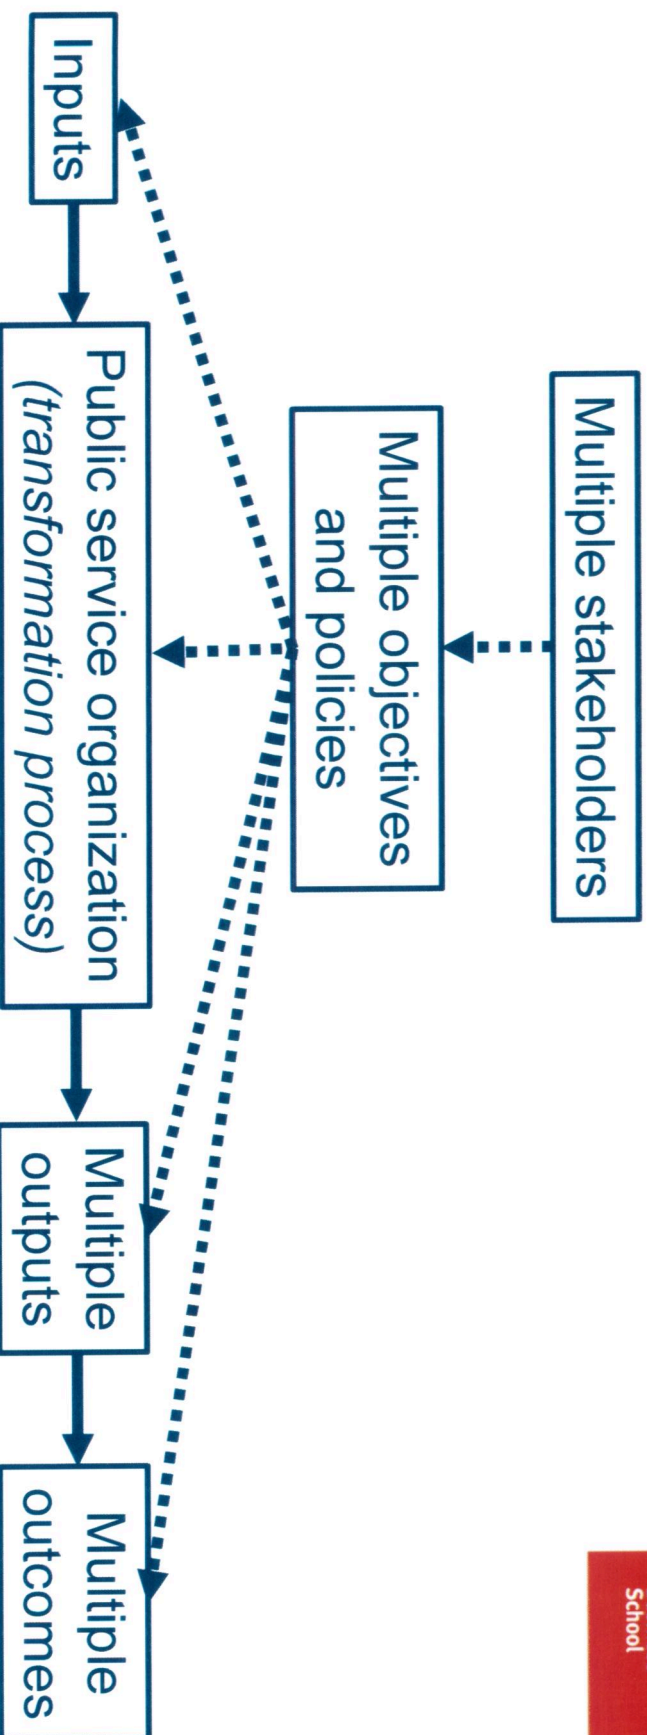 School
Multiple stakeholders
Multiple objectives
and policies
Inputs
Public service organization
(transformation process)
Multiple
outputs
Multiple
outcomes